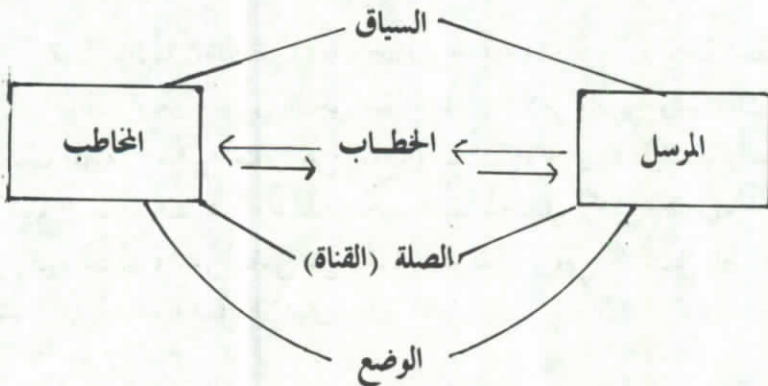 السياق
المرسل
الخطاب
المخاطب
الصلة (القناة)
الوضع